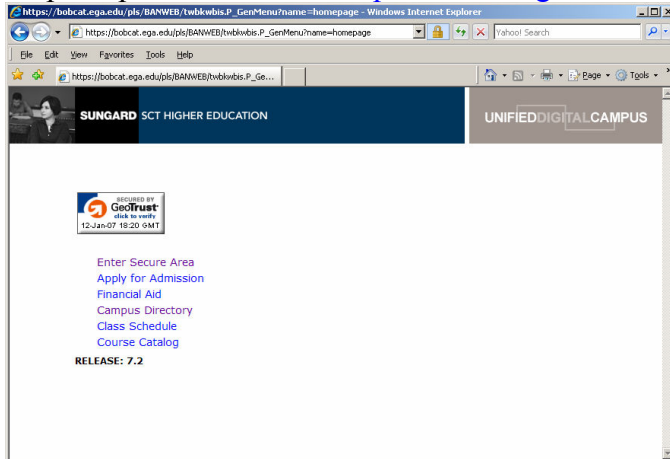 https://bobcat.ega.edu/pls/BANWEB/twbkwbis.P_GenMenu?name=homepage - Windows Internet Explorer
https://bobcat.ega.edu/pls/BANWEB/twbkwbis.P_GenMenu?name=homepage
Yahoo! Search
File Edit View Favorites Tools Help
https://bobcat.ega.edu/pls/BANWEB/twbkwbis.P_Ge...
Page Tools
SUNGARD SCT HIGHER EDUCATION
UNIFIEDDIGITALCAMPUS
SECURED BY
GeoTrust
click to verify
12-Jan-07 18:20 GMT
Enter Secure Area
Apply for Admission
Financial Aid
Campus Directory
Class Schedule
Course Catalog
RELEASE: 7.2